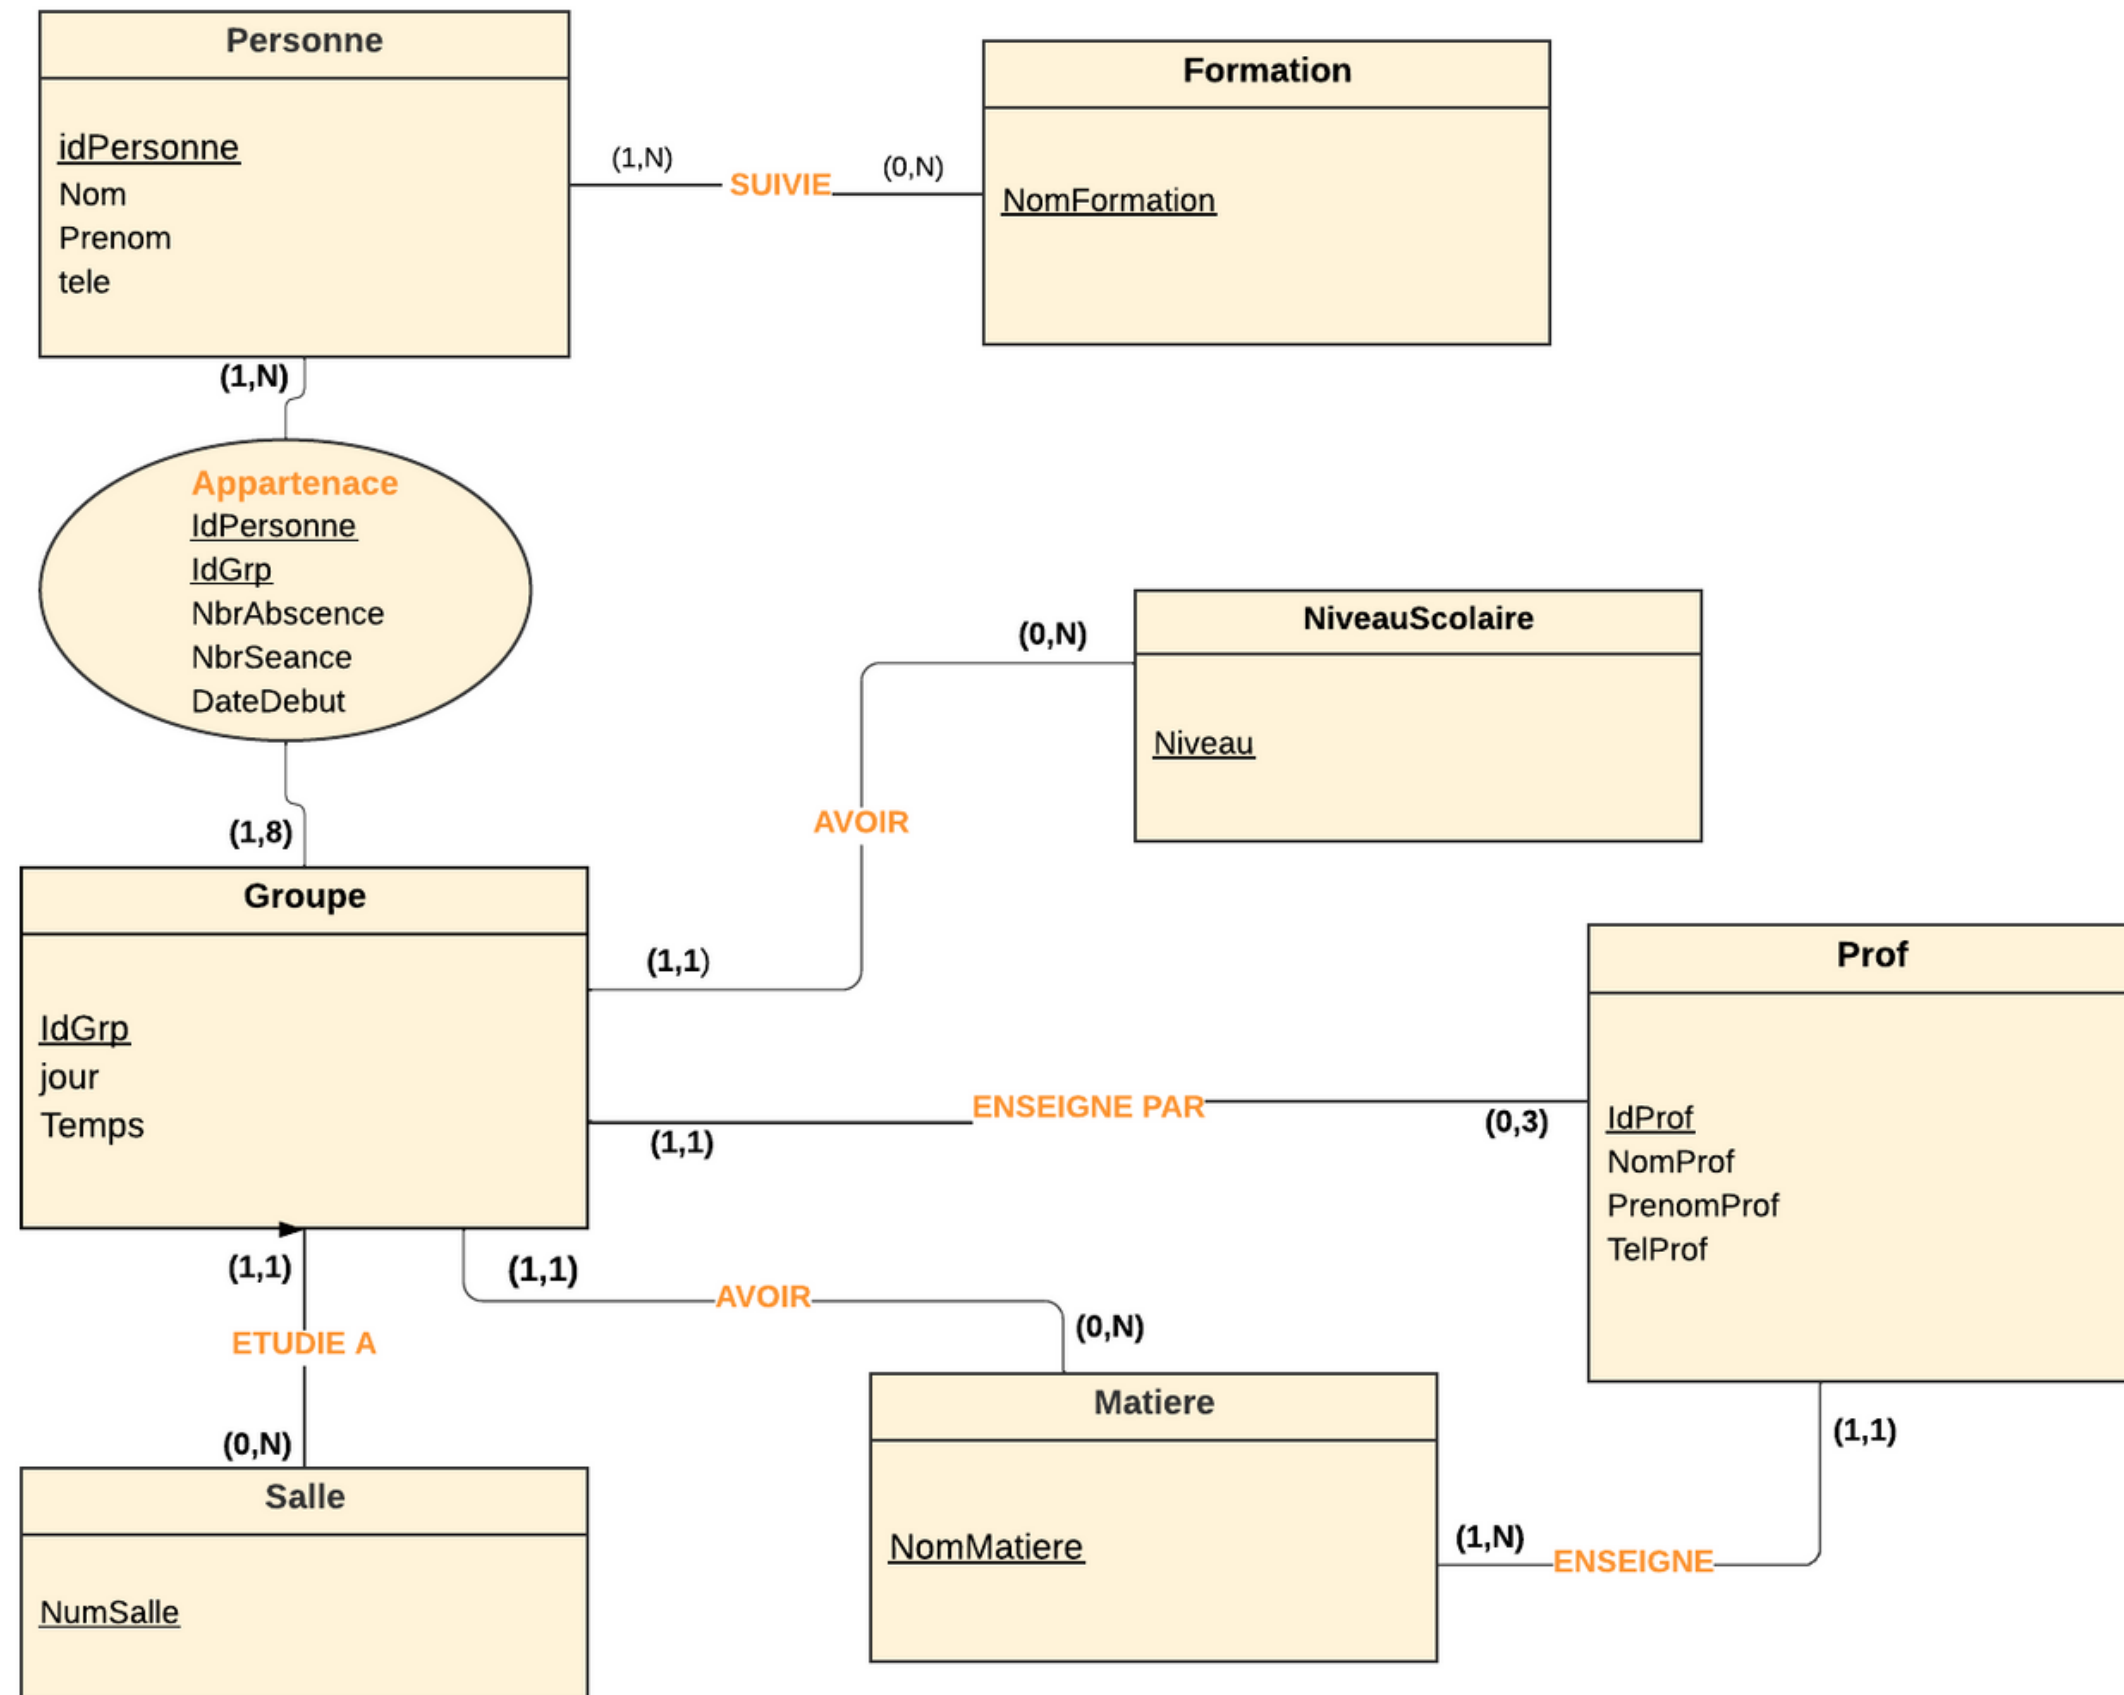 Personne
idPersonne
Nom
Prenom
tele
(1,N)
SUIVIE
(0,N)
Formation
NomFormation
(1,N)
Appartenace
IdPersonne
IdGrp
NbrAbscence
NbrSeance
DateDebut
(1,8)
NiveauScolaire
Niveau
(0,N)
AVOIR
(1,1)
Groupe
IdGrp
jour
Temps
(1,1)
ENSEIGNE PAR
(0,3)
Prof
IdProf
NomProf
PrenomProf
TelProf
(1,1)
ETUDIE A
(0,N)
(1,1)
AVOIR
(0,N)
Matiere
NomMatiere
(1,N)
ENSEIGNE
(1,1)
Salle
NumSalle